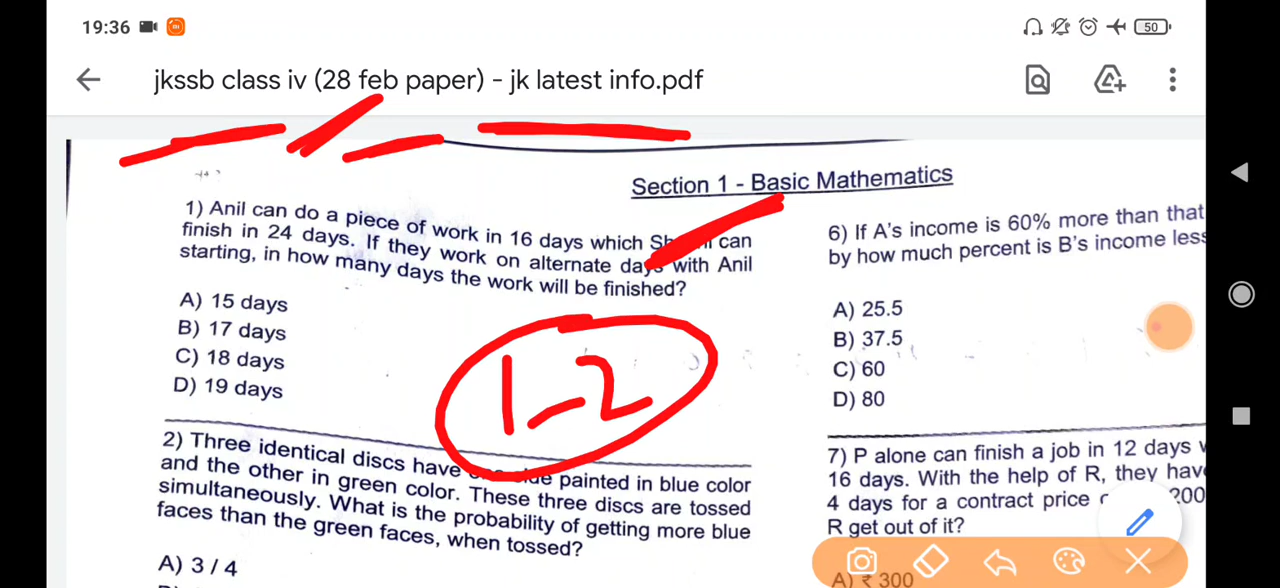 19:36
50
jkssb class iv (28 feb paper) - jk latest info.pdf
Section 1 - Basic Mathematics
1) Anil can do a piece of work in 16 days which can
finish in 24 days. If they work on alternate days with Anil
starting, in how many days the work will be finished?
A) 15 days
B) 17 days
C) 18 days
D) 19 days
1-2
2) Three identical discs have one side painted in blue color
and the other in green color. These three discs are tossed
simultaneously. What is the probability of getting more blue
faces than the green faces, when tossed?
A) 3 / 4
6) If A's income is 60% more than that
by how much percent is B's income less
A) 25.5
B) 37.5
C) 60
D) 80
7) P alone can finish a job in 12 days
16 days. With the help of R, they have
4 days for a contract price 200
R get out of it?
A) ₹ 300